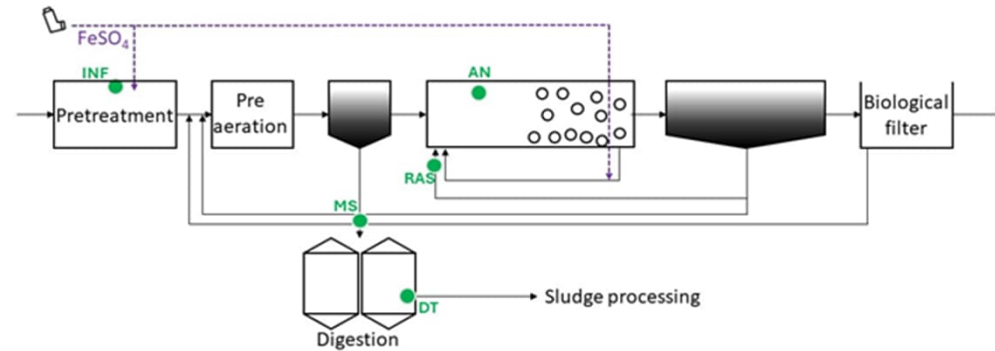 FeSO4
INF
AN
Pretreatment
Pre
aeration
Biological
filter
RAS
MS
DT
Sludge processing
Digestion